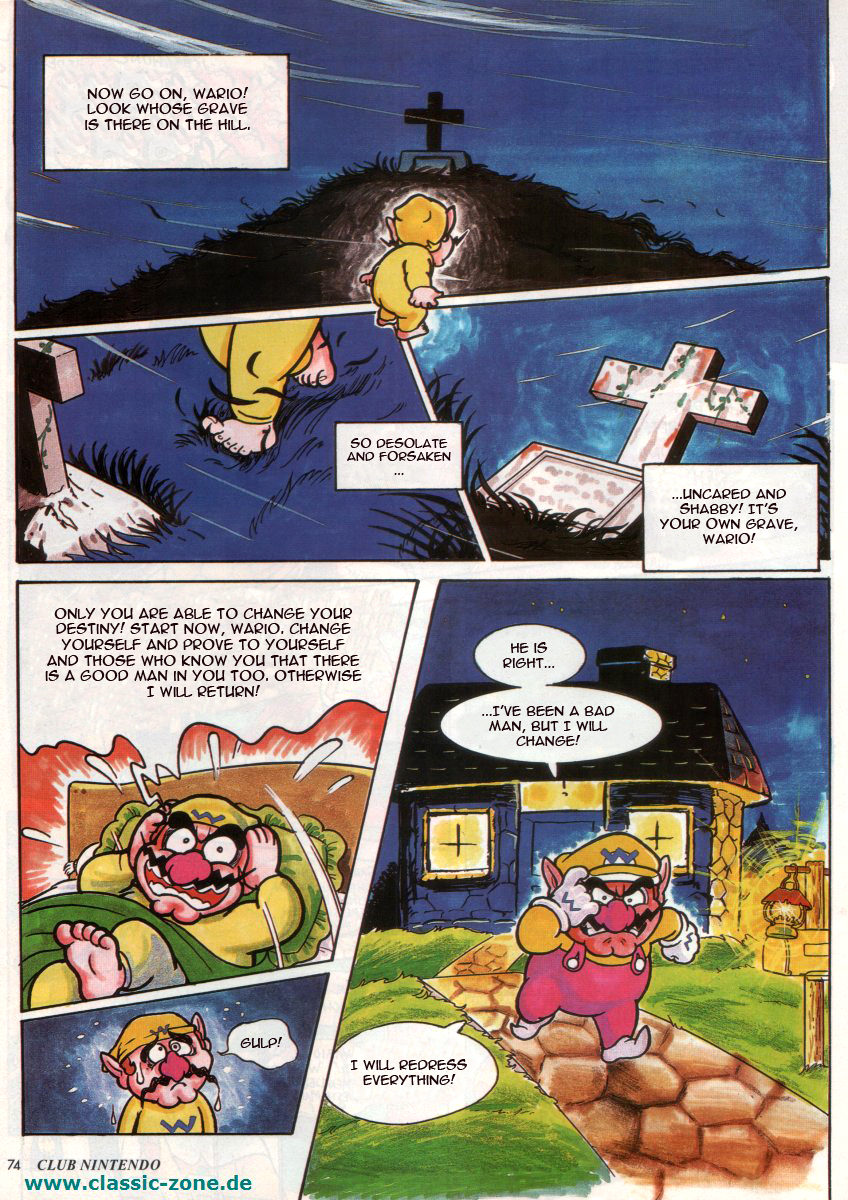 NOW GO ON, WARIO!
LOOK WHOSE GRAVE
IS THERE ON THE HILL.
SO DESOLATE
AND FORSAKEN
...
...UNCARED AND
SHABBY! IT'S
YOUR OWN GRAVE,
WARIO!
ONLY YOU ARE ABLE TO CHANGE YOUR
DESTINY! START NOW, WARIO. CHANGE
YOURSELF AND PROVE TO YOURSELF
AND THOSE WHO KNOW YOU THAT THERE
IS A GOOD MAN IN YOU TOO. OTHERWISE
I WILL RETURN!
W
GULP!
W
W
HE IS
RIGHT...
...I'VE BEEN A BAD
MAN, BUT I WILL
CHANGE!
W
W
W
I WILL REDRESS
EVERYTHING!
74 CLUB NINTENDO
www.classic-zone.de